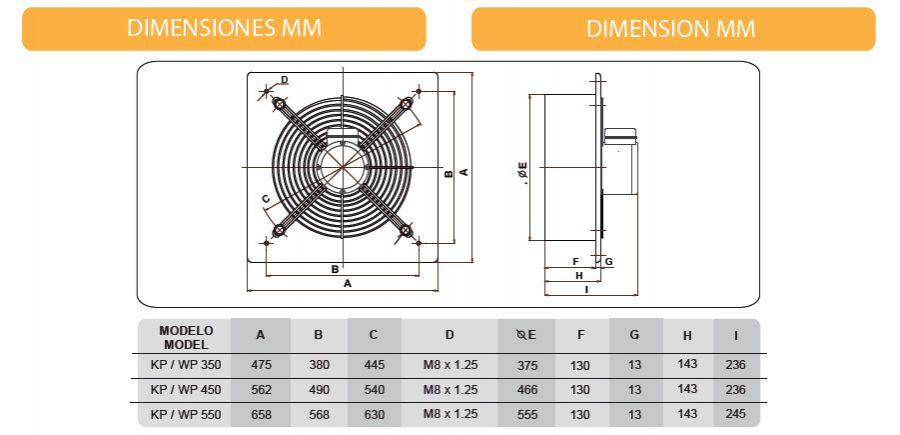 DIMENSIONES MM
DIMENSION MM
D
C
B
A
B
A
ØE
F
G
H
I
MODELO
MODEL
A B C D ØE F G H I
KP / WP 350 475 380 445 M8 x 1.25 375 130 13 143 236
KP / WP 450 562 490 540 M8 x 1.25 466 130 13 143 236
KP / WP 550 658 568 630 M8 x 1.25 555 130 13 143 245